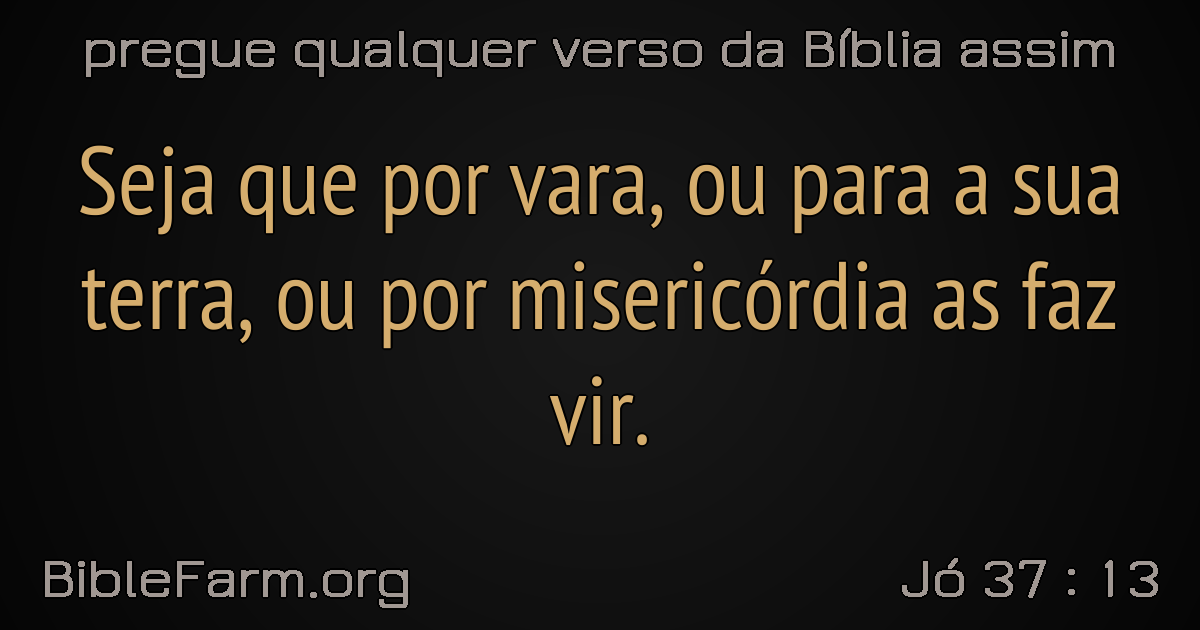 pregue qualquer verso da Bíblia assim
Seja que por vara, ou para a sua
terra, ou por misericórdia as faz
vir.
BibleFarm.org
Jó 37 : 13